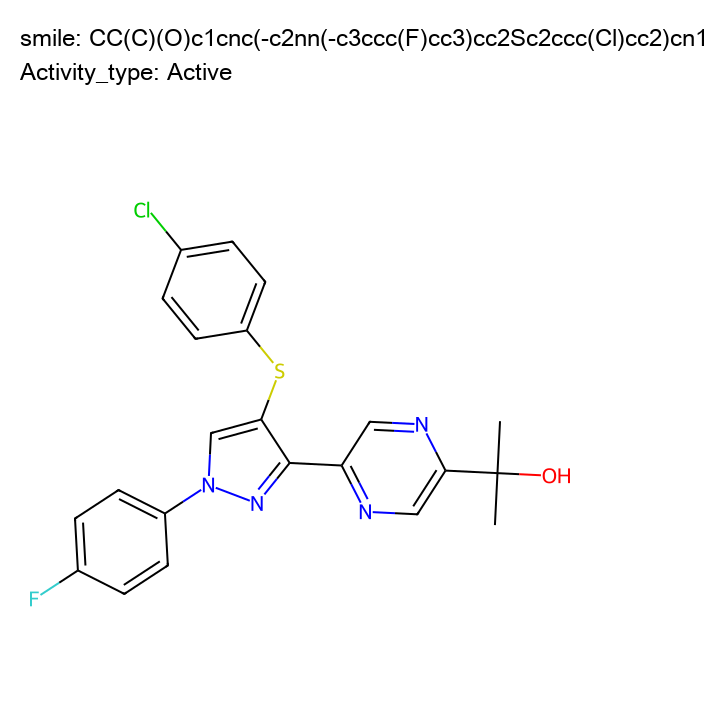 smile: CC(C)(O)c1cnc(-c2nn(-c3ccc(F)cc3)cc2Sc2ccc(Cl)cc2)cn1
Activity_type: Active
Cl
S
N
N
N
N
OH
F